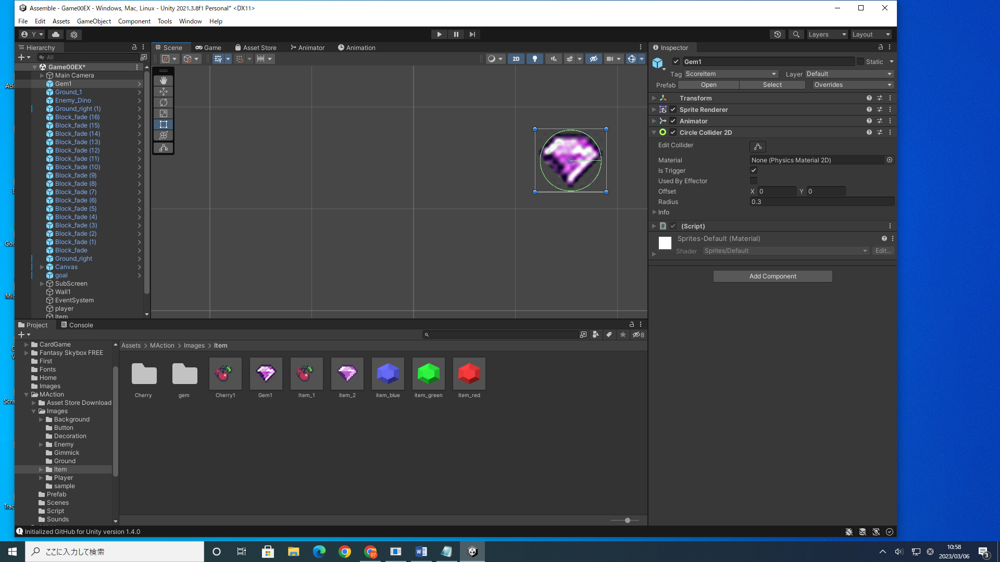 Assemble - Game00EX - Windows, Mac, Linux - Unity 2021.3.8f1 Personal* <DX11>
File Edit Assets GameObject Component Tools Window Help
Y
Layers Layout
Hierarchy
All
Game00EX*
Main Camera
Gem1
Ground_1
Enemy_Dino
Ground_right (1)
Block_fade (16)
Block_fade (15)
Block_fade (14)
Block_fade (13)
Block_fade (12)
Block_fade (11)
Block_fade (10)
Block_fade (9)
Block_fade (8)
Block_fade (7)
Block_fade (6)
Block_fade (5)
Block_fade (4)
Block_fade (3)
Block_fade (2)
Block_fade (1)
Block_fade
Ground_right
Canvas
goal
SubScreen
Wall1
EventSystem
player
Item
Scene Game Asset Store Animator Animation
2D
Inspector
Gem1 Static
Tag ScoreItem Layer Default
Prefab Open Select Overrides
Transform
Sprite Renderer
Animator
Circle Collider 2D
Edit Collider
Material None (Physics Material 2D)
Is Trigger
Used By Effector
Offset X 0 Y 0
Radius 0.3
Info
# (Script)
Sprites-Default (Material)
Shader Sprites/Default Edit...
Add Component
Project Console
8
CardGame
Fantasy Skybox FREE
First
Fonts
Home
Images
MAction
Asset Store Download
Images
Background
Button
Decoration
Enemy
Gimmick
Ground
Item
Player
sample
Prefab
Scenes
Script
Sounds
Assets > MAction > Images > Item
Cherry gem Cherry1 Gem1 Item_1 item_2 item_blue item_green item_red
Initialized GitHub for Unity version 1.4.0
ここに入力して検索
07
10:58
2023/03/06
3